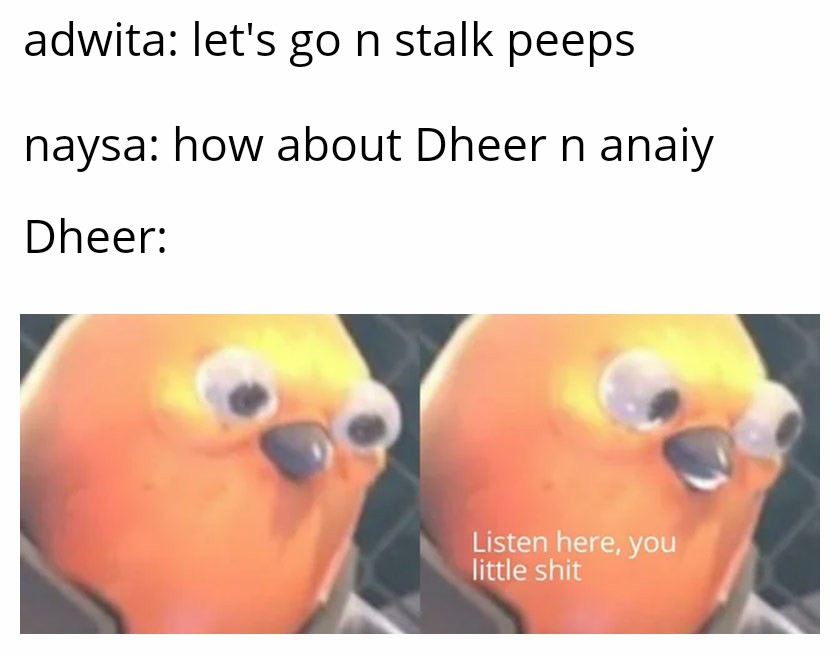 adwita: let's go n stalk peeps
naysa: how about Dheer n anaiy
Dheer:
Listen here, you
little shit